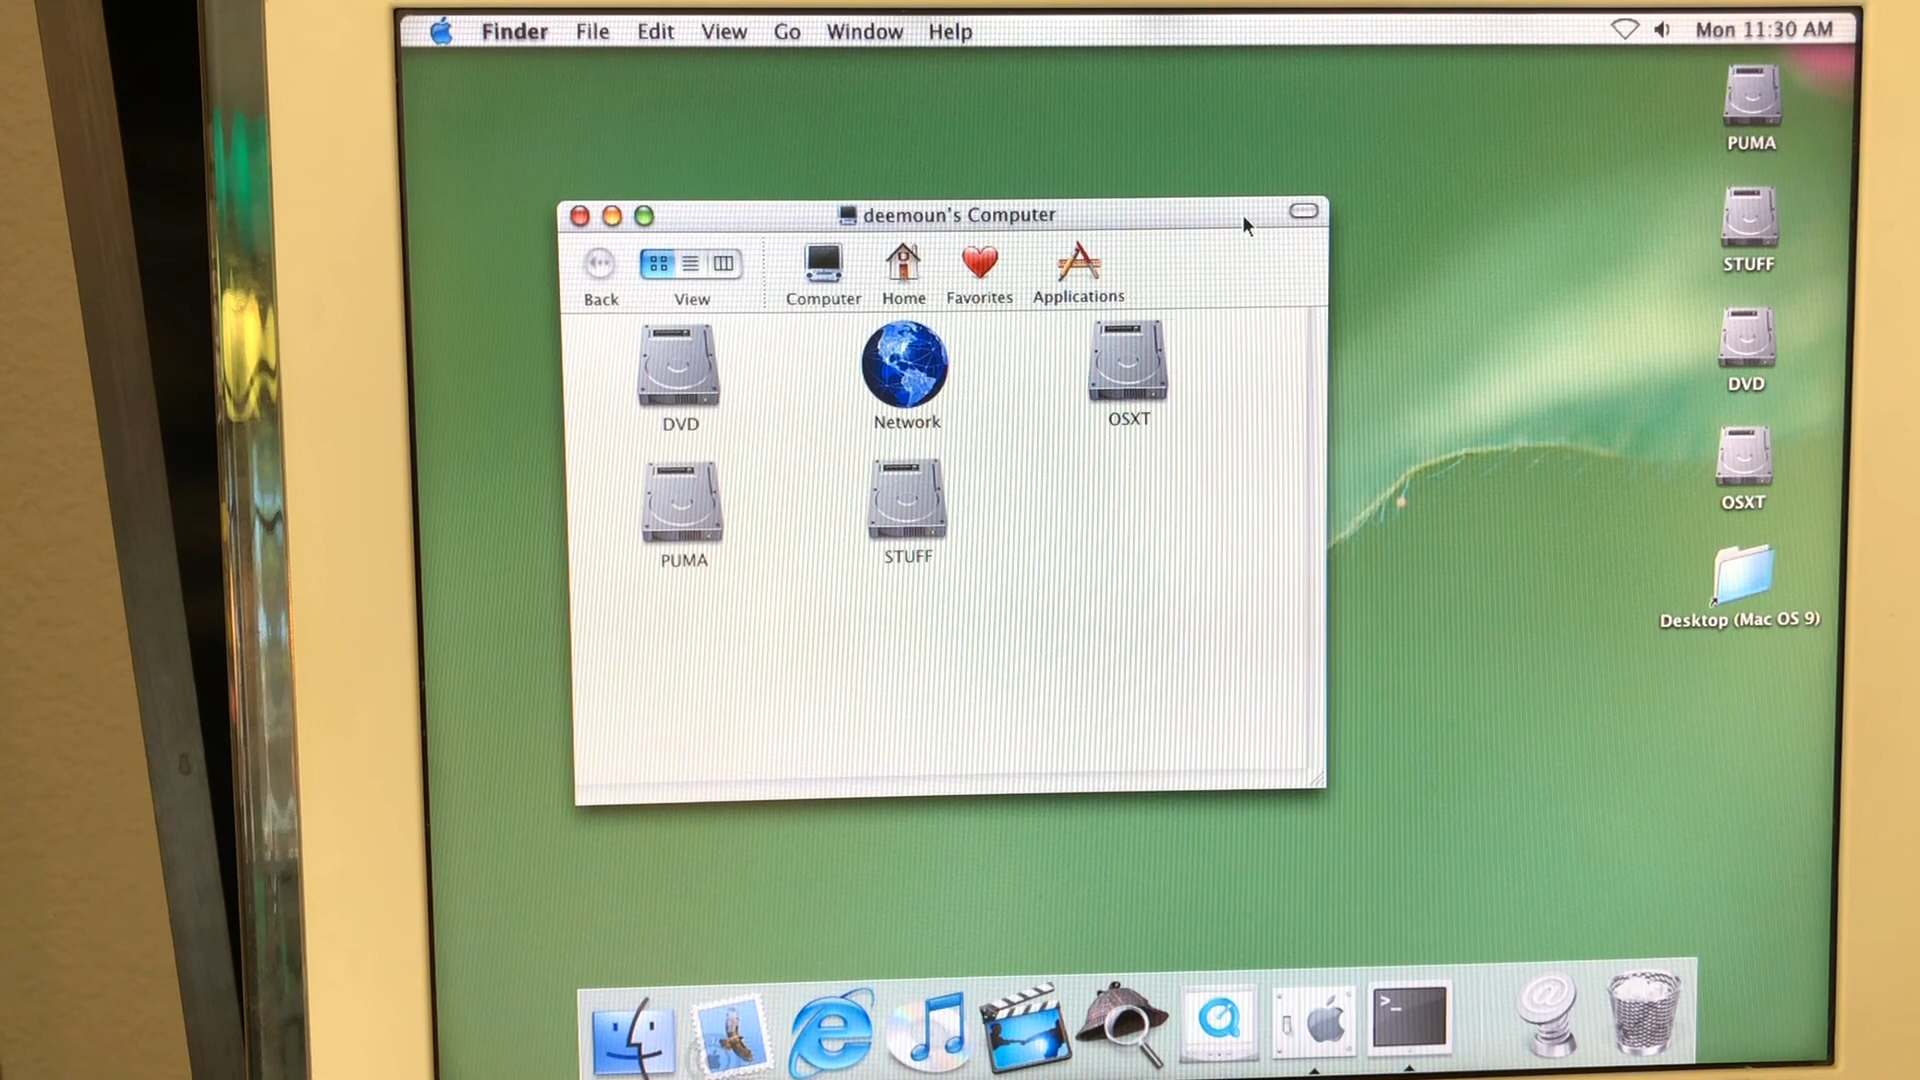 Finder File Edit View Go Window Help Mon 11:30 AM
deemoun's Computer
Back View Computer Home Favorites Applications
DVD Network OSXT
PUMA STUFF
PUMA
STUFF
DVD
OSXT
Desktop (Mac OS 9)